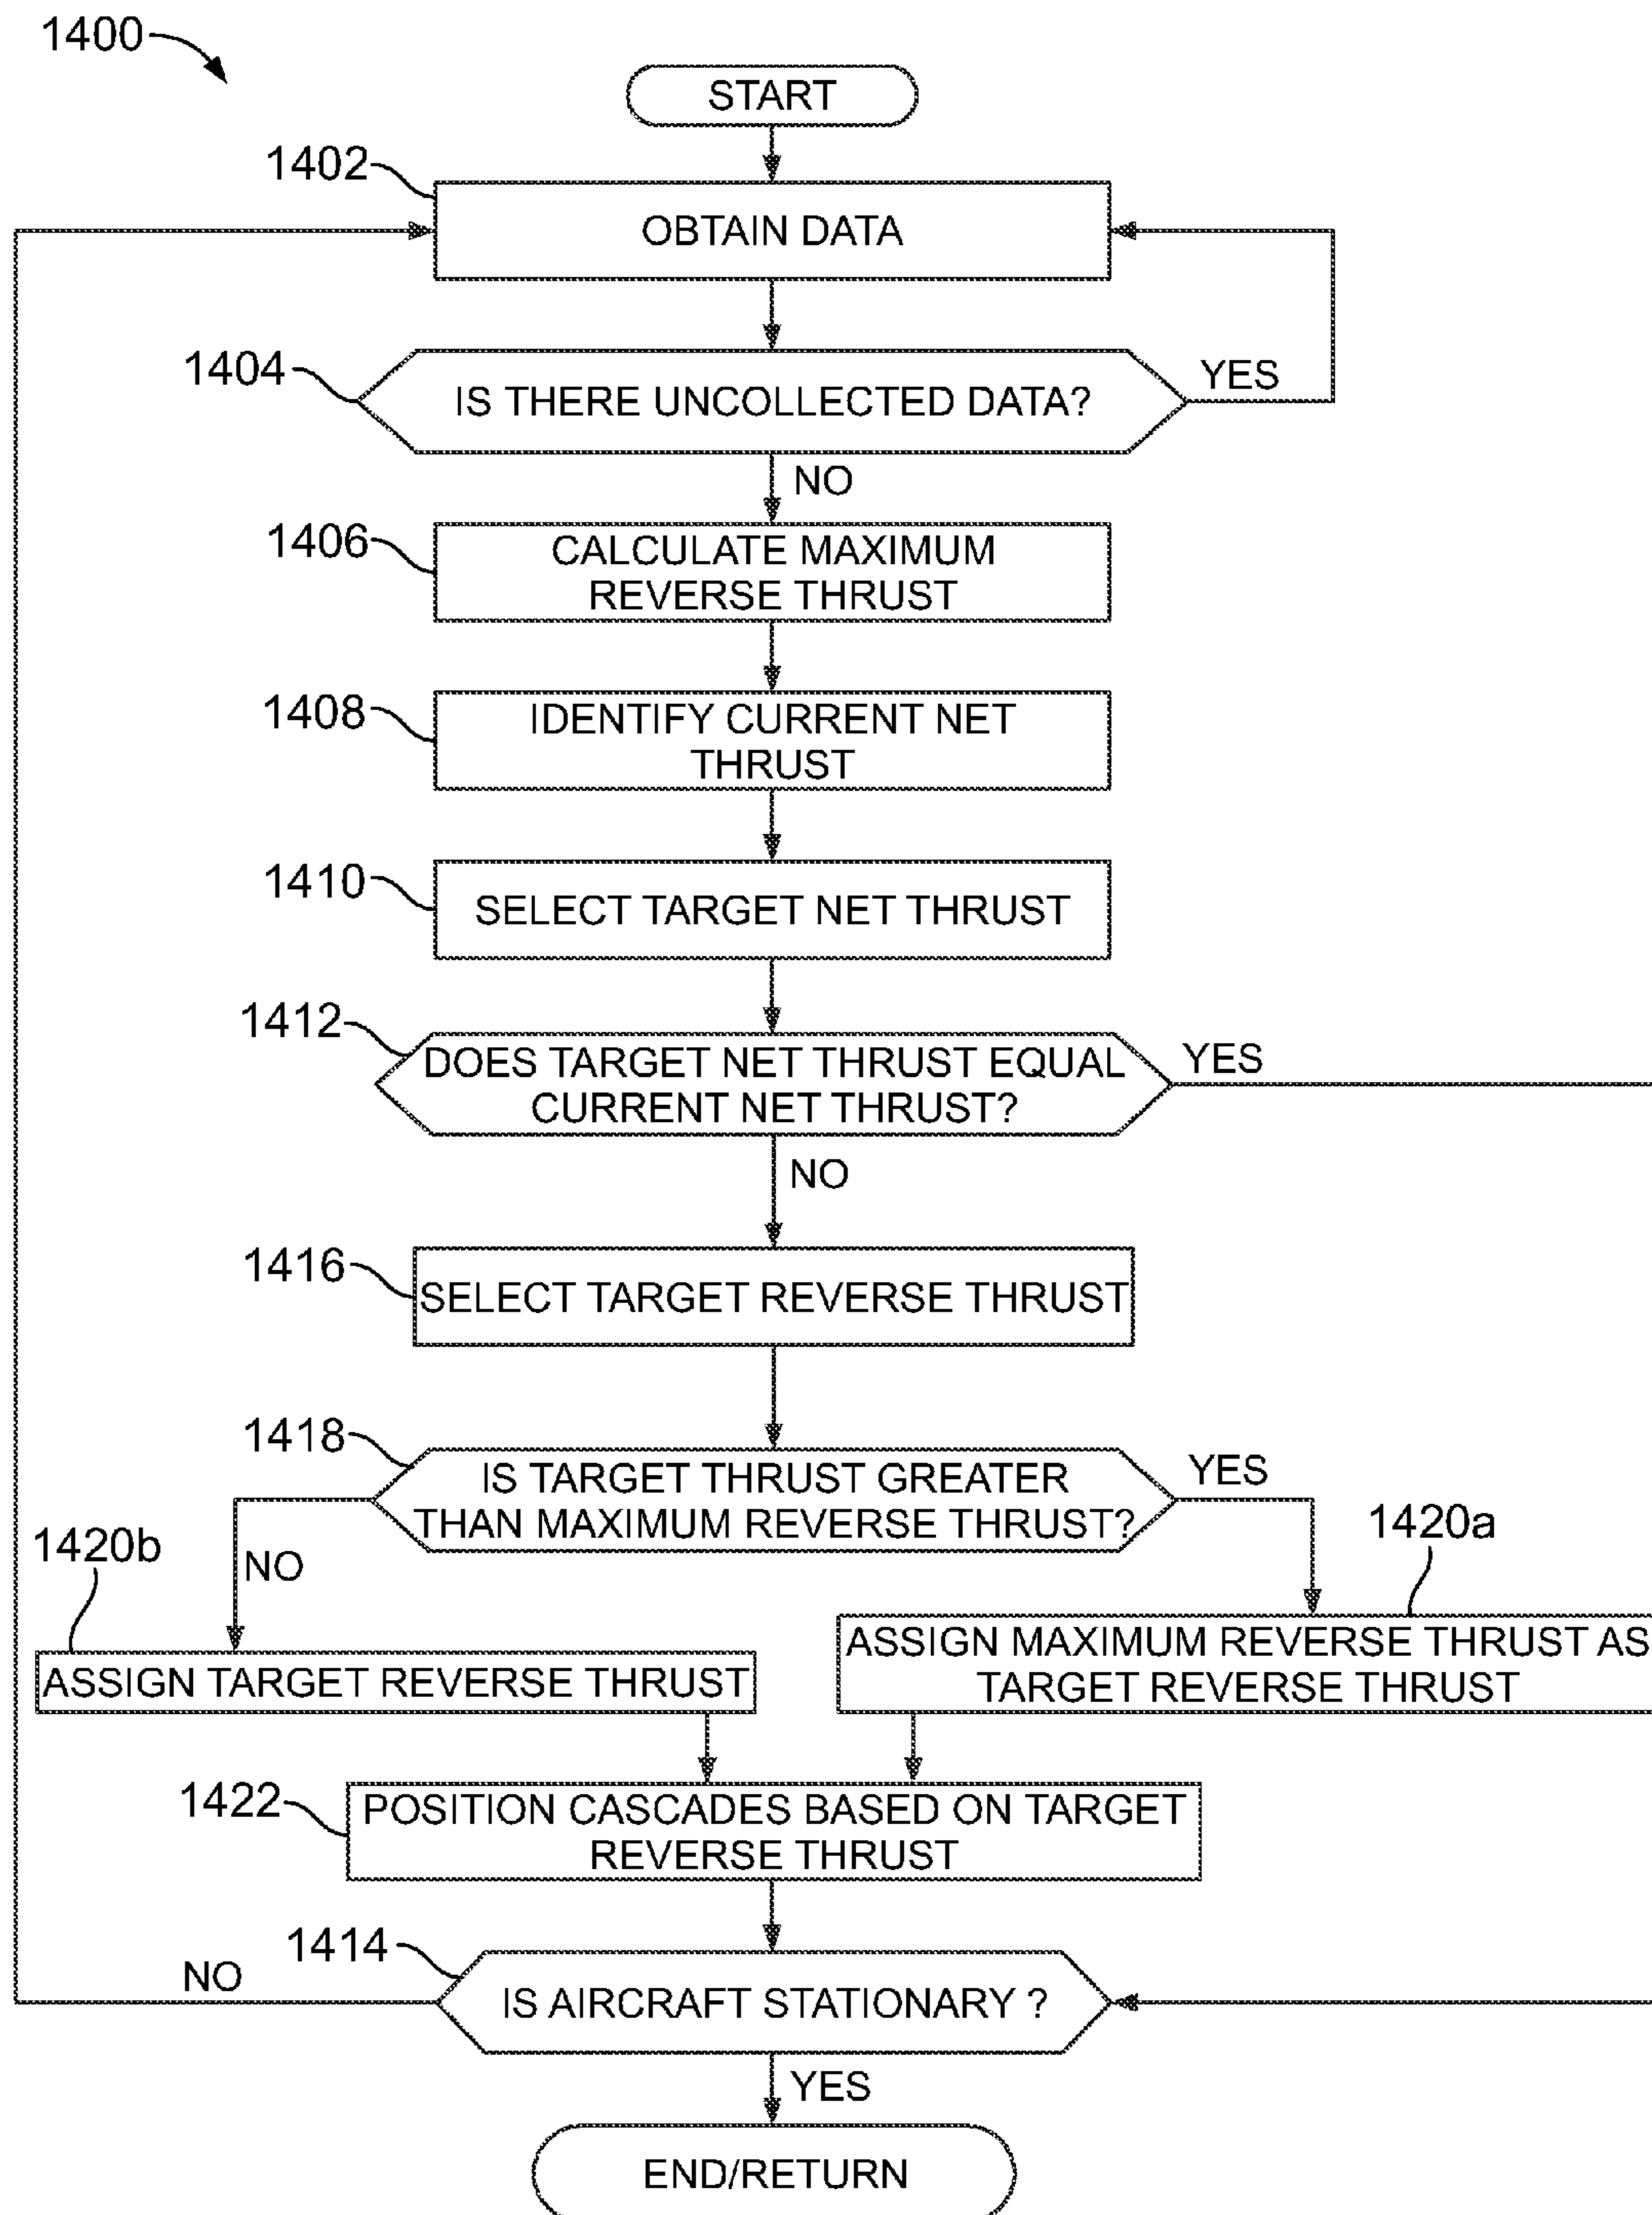 1400
START
1402
OBTAIN DATA
1404
IS THERE UNCOLLECTED DATA?
YES
NO
1406
CALCULATE MAXIMUM
REVERSE THRUST
1408
IDENTIFY CURRENT NET
THRUST
1410
SELECT TARGET NET THRUST
1412
DOES TARGET NET THRUST EQUAL
CURRENT NET THRUST?
YES
NO
1416
SELECT TARGET REVERSE THRUST
1418
IS TARGET THRUST GREATER
THAN MAXIMUM REVERSE THRUST?
YES
NO
1420b
1420a
ASSIGN TARGET REVERSE THRUST
ASSIGN MAXIMUM REVERSE THRUST AS
TARGET REVERSE THRUST
1422
POSITION CASCADES BASED ON TARGET
REVERSE THRUST
1414
NO
IS AIRCRAFT STATIONARY ?
YES
END/RETURN